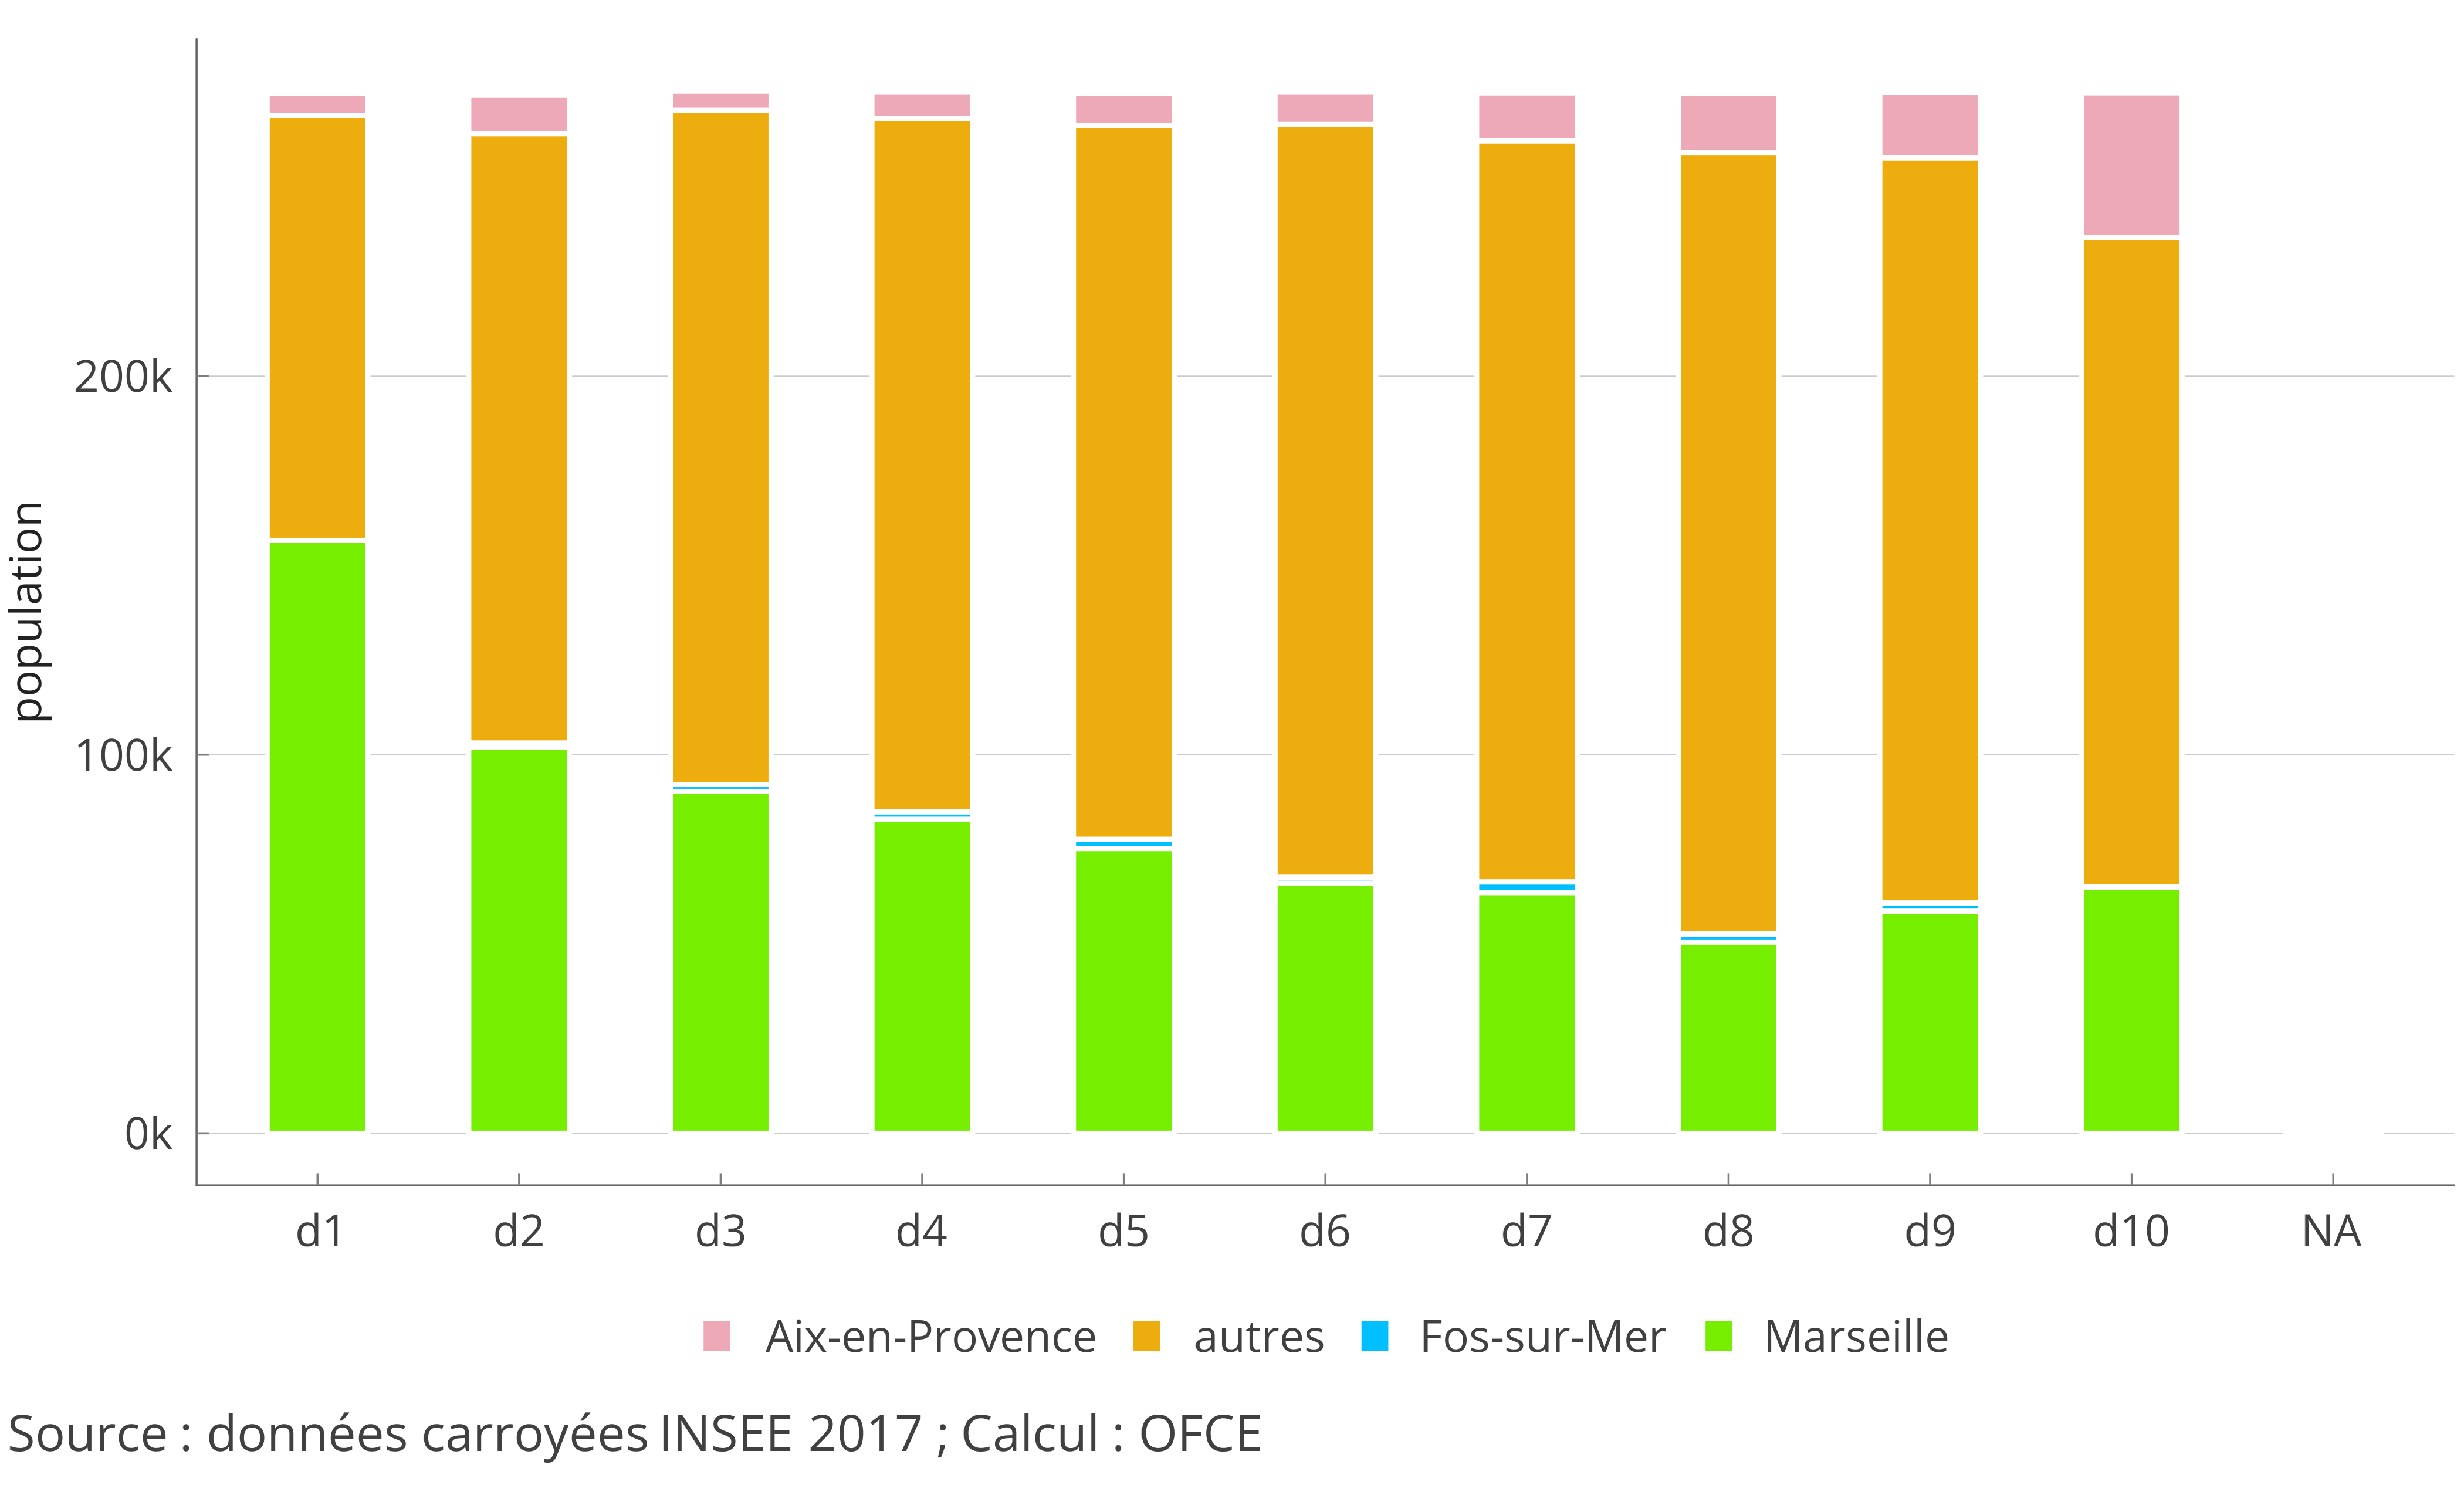 population
200k
100k
0k
d1 d2 d3 d4 d5 d6 d7 d8 d9 d10 NA
Aix-en-Provence autres Fos-sur-Mer Marseille
Source : données carroyées INSEE 2017 ; Calcul : OFCE